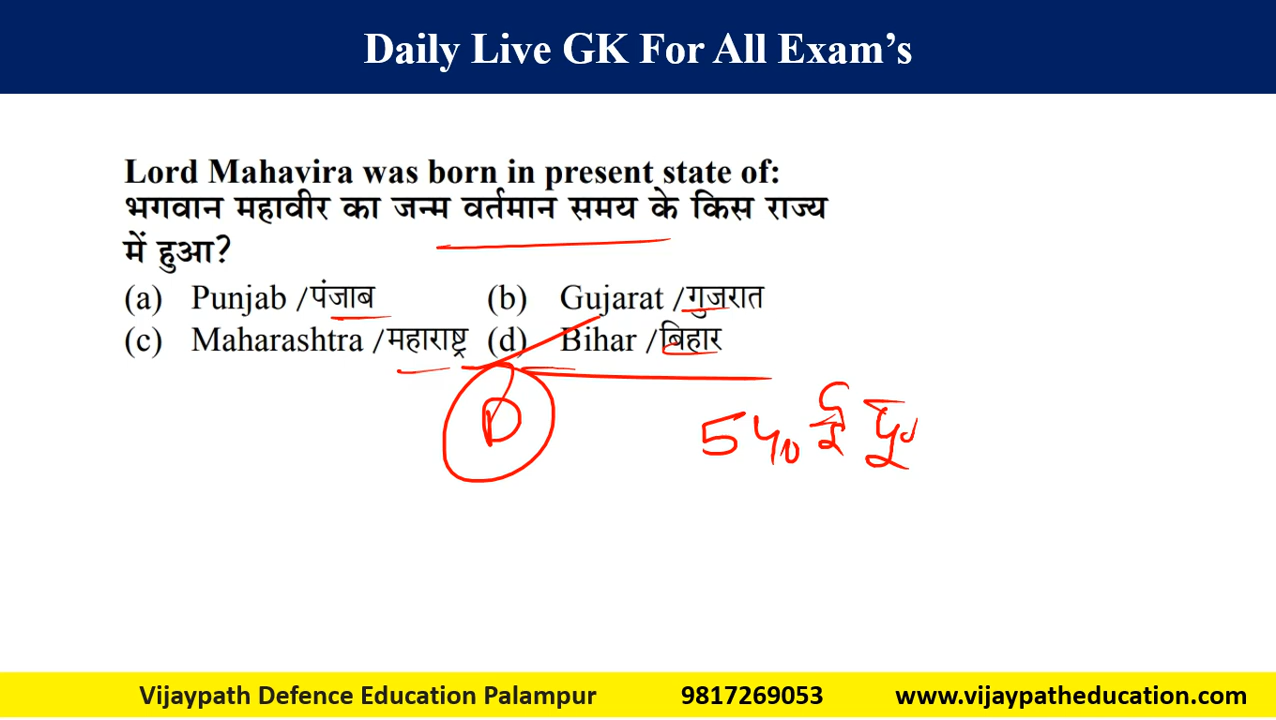 Daily Live GK For All Exam's
Lord Mahavira was born in present state of:
भगवान महावीर का जन्म वर्तमान समय के किस राज्य
में हुआ?
(a) Punjab /पंजाब (b) Gujarat /गुजरात
(c) Maharashtra /महाराष्ट्र (d) Bihar /बिहार
D
540 ई पू०
Vijaypath Defence Education Palampur 9817269053 www.vijaypatheducation.com